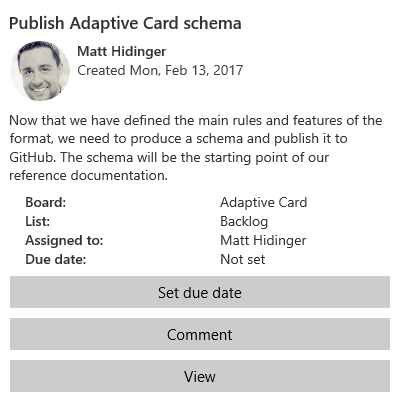 Publish Adaptive Card schema
Matt Hidinger
Created Mon, Feb 13, 2017
Now that we have defined the main rules and features of the
format, we need to produce a schema and publish it to
GitHub. The schema will be the starting point of our
reference documentation.
Board: Adaptive Card
List: Backlog
Assigned to: Matt Hidinger
Due date: Not set
Set due date
Comment
View